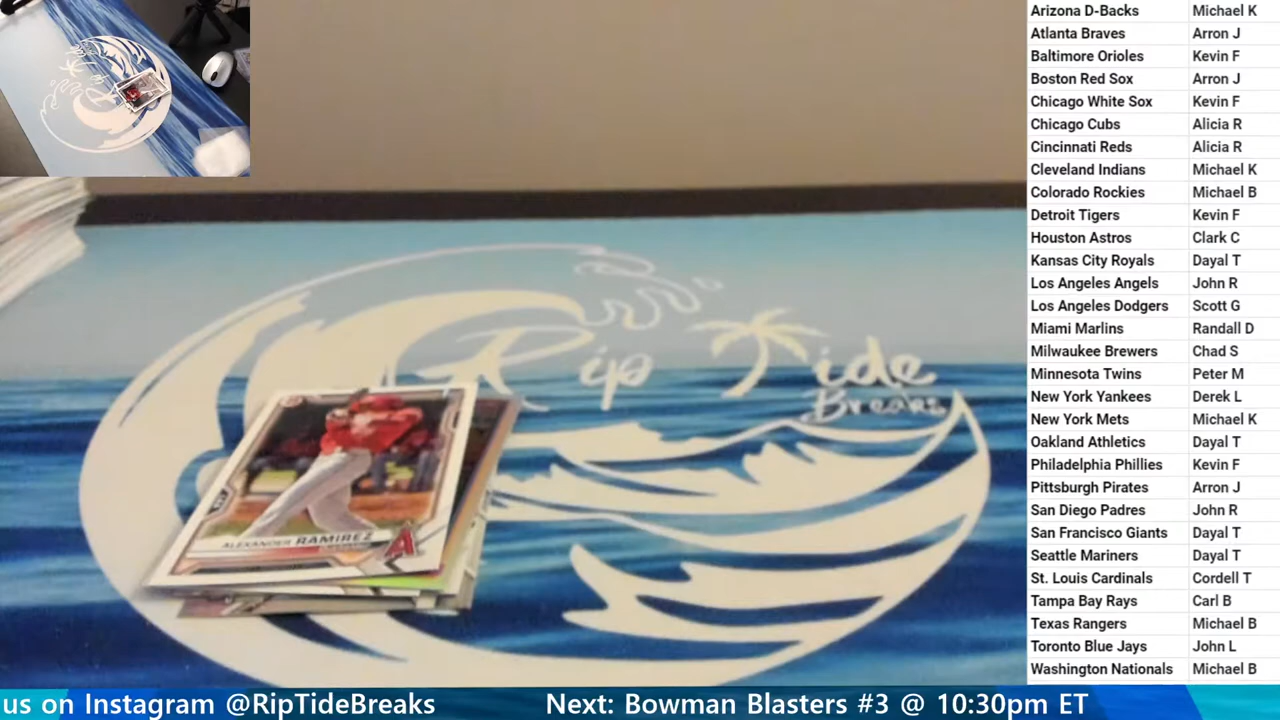 Arizona D-Backs Michael K
Atlanta Braves Arron J
Baltimore Orioles Kevin F
Boston Red Sox Arron J
Chicago White Sox Kevin F
Chicago Cubs Alicia R
Cincinnati Reds Alicia R
Cleveland Indians Michael K
Colorado Rockies Michael B
Detroit Tigers Kevin F
Houston Astros Clark C
Kansas City Royals Dayal T
Los Angeles Angels John R
Los Angeles Dodgers Scott G
Miami Marlins Randall D
Milwaukee Brewers Chad S
Minnesota Twins Peter M
New York Yankees Derek L
New York Mets Michael K
Oakland Athletics Dayal T
Philadelphia Phillies Kevin F
Pittsburgh Pirates Arron J
San Diego Padres John R
San Francisco Giants Dayal T
Seattle Mariners Dayal T
St. Louis Cardinals Cordell T
Tampa Bay Rays Carl B
Texas Rangers Michael B
Toronto Blue Jays John L
Washington Nationals Michael B
Rip Tide
Breaks
ALEXANDER RAMIREZ
A
us on Instagram @RipTideBreaks Next: Bowman Blasters #3 @ 10:30pm ET